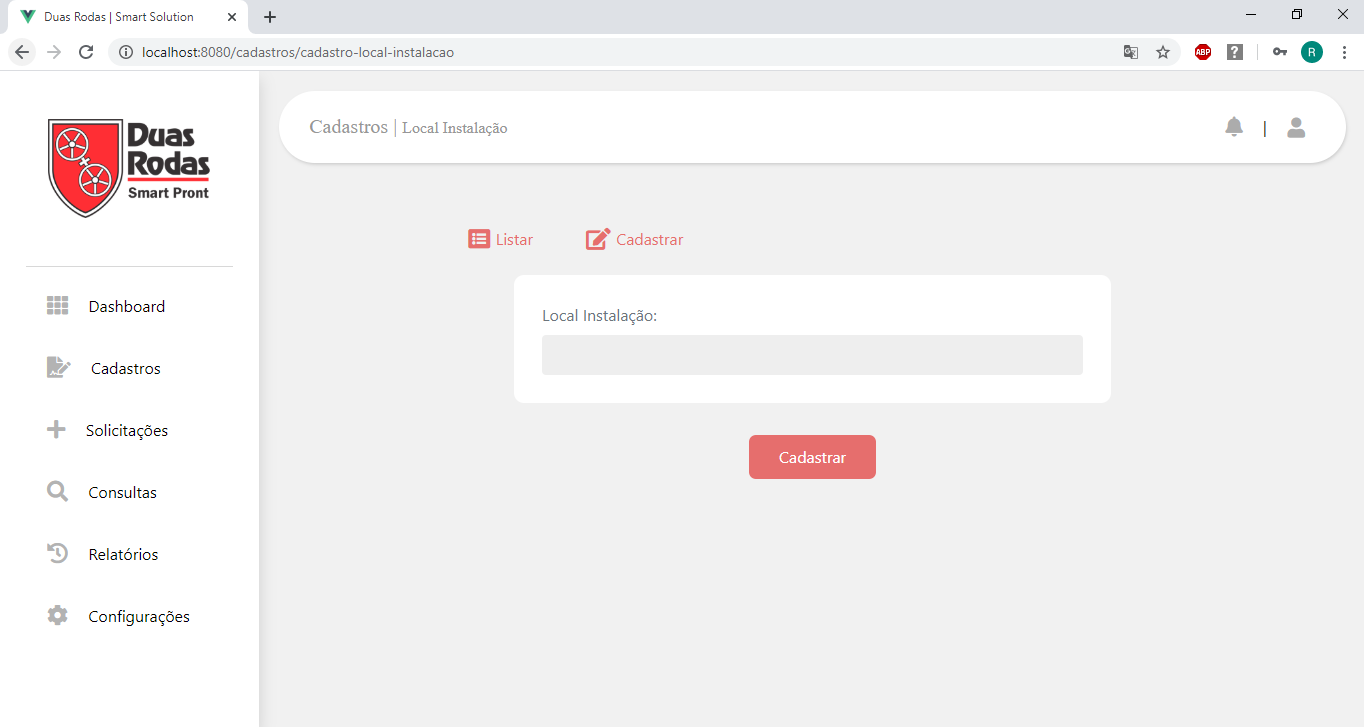 Duas Rodas | Smart Solution
localhost:8080/cadastros/cadastro-local-instalacao
ABP
?
R
Duas
Rodas
Smart Pront
Cadastros | Local Instalação
|
Listar
Cadastrar
Dashboard
Cadastros
Solicitações
Consultas
Relatórios
Configurações
Local Instalação:
Cadastrar